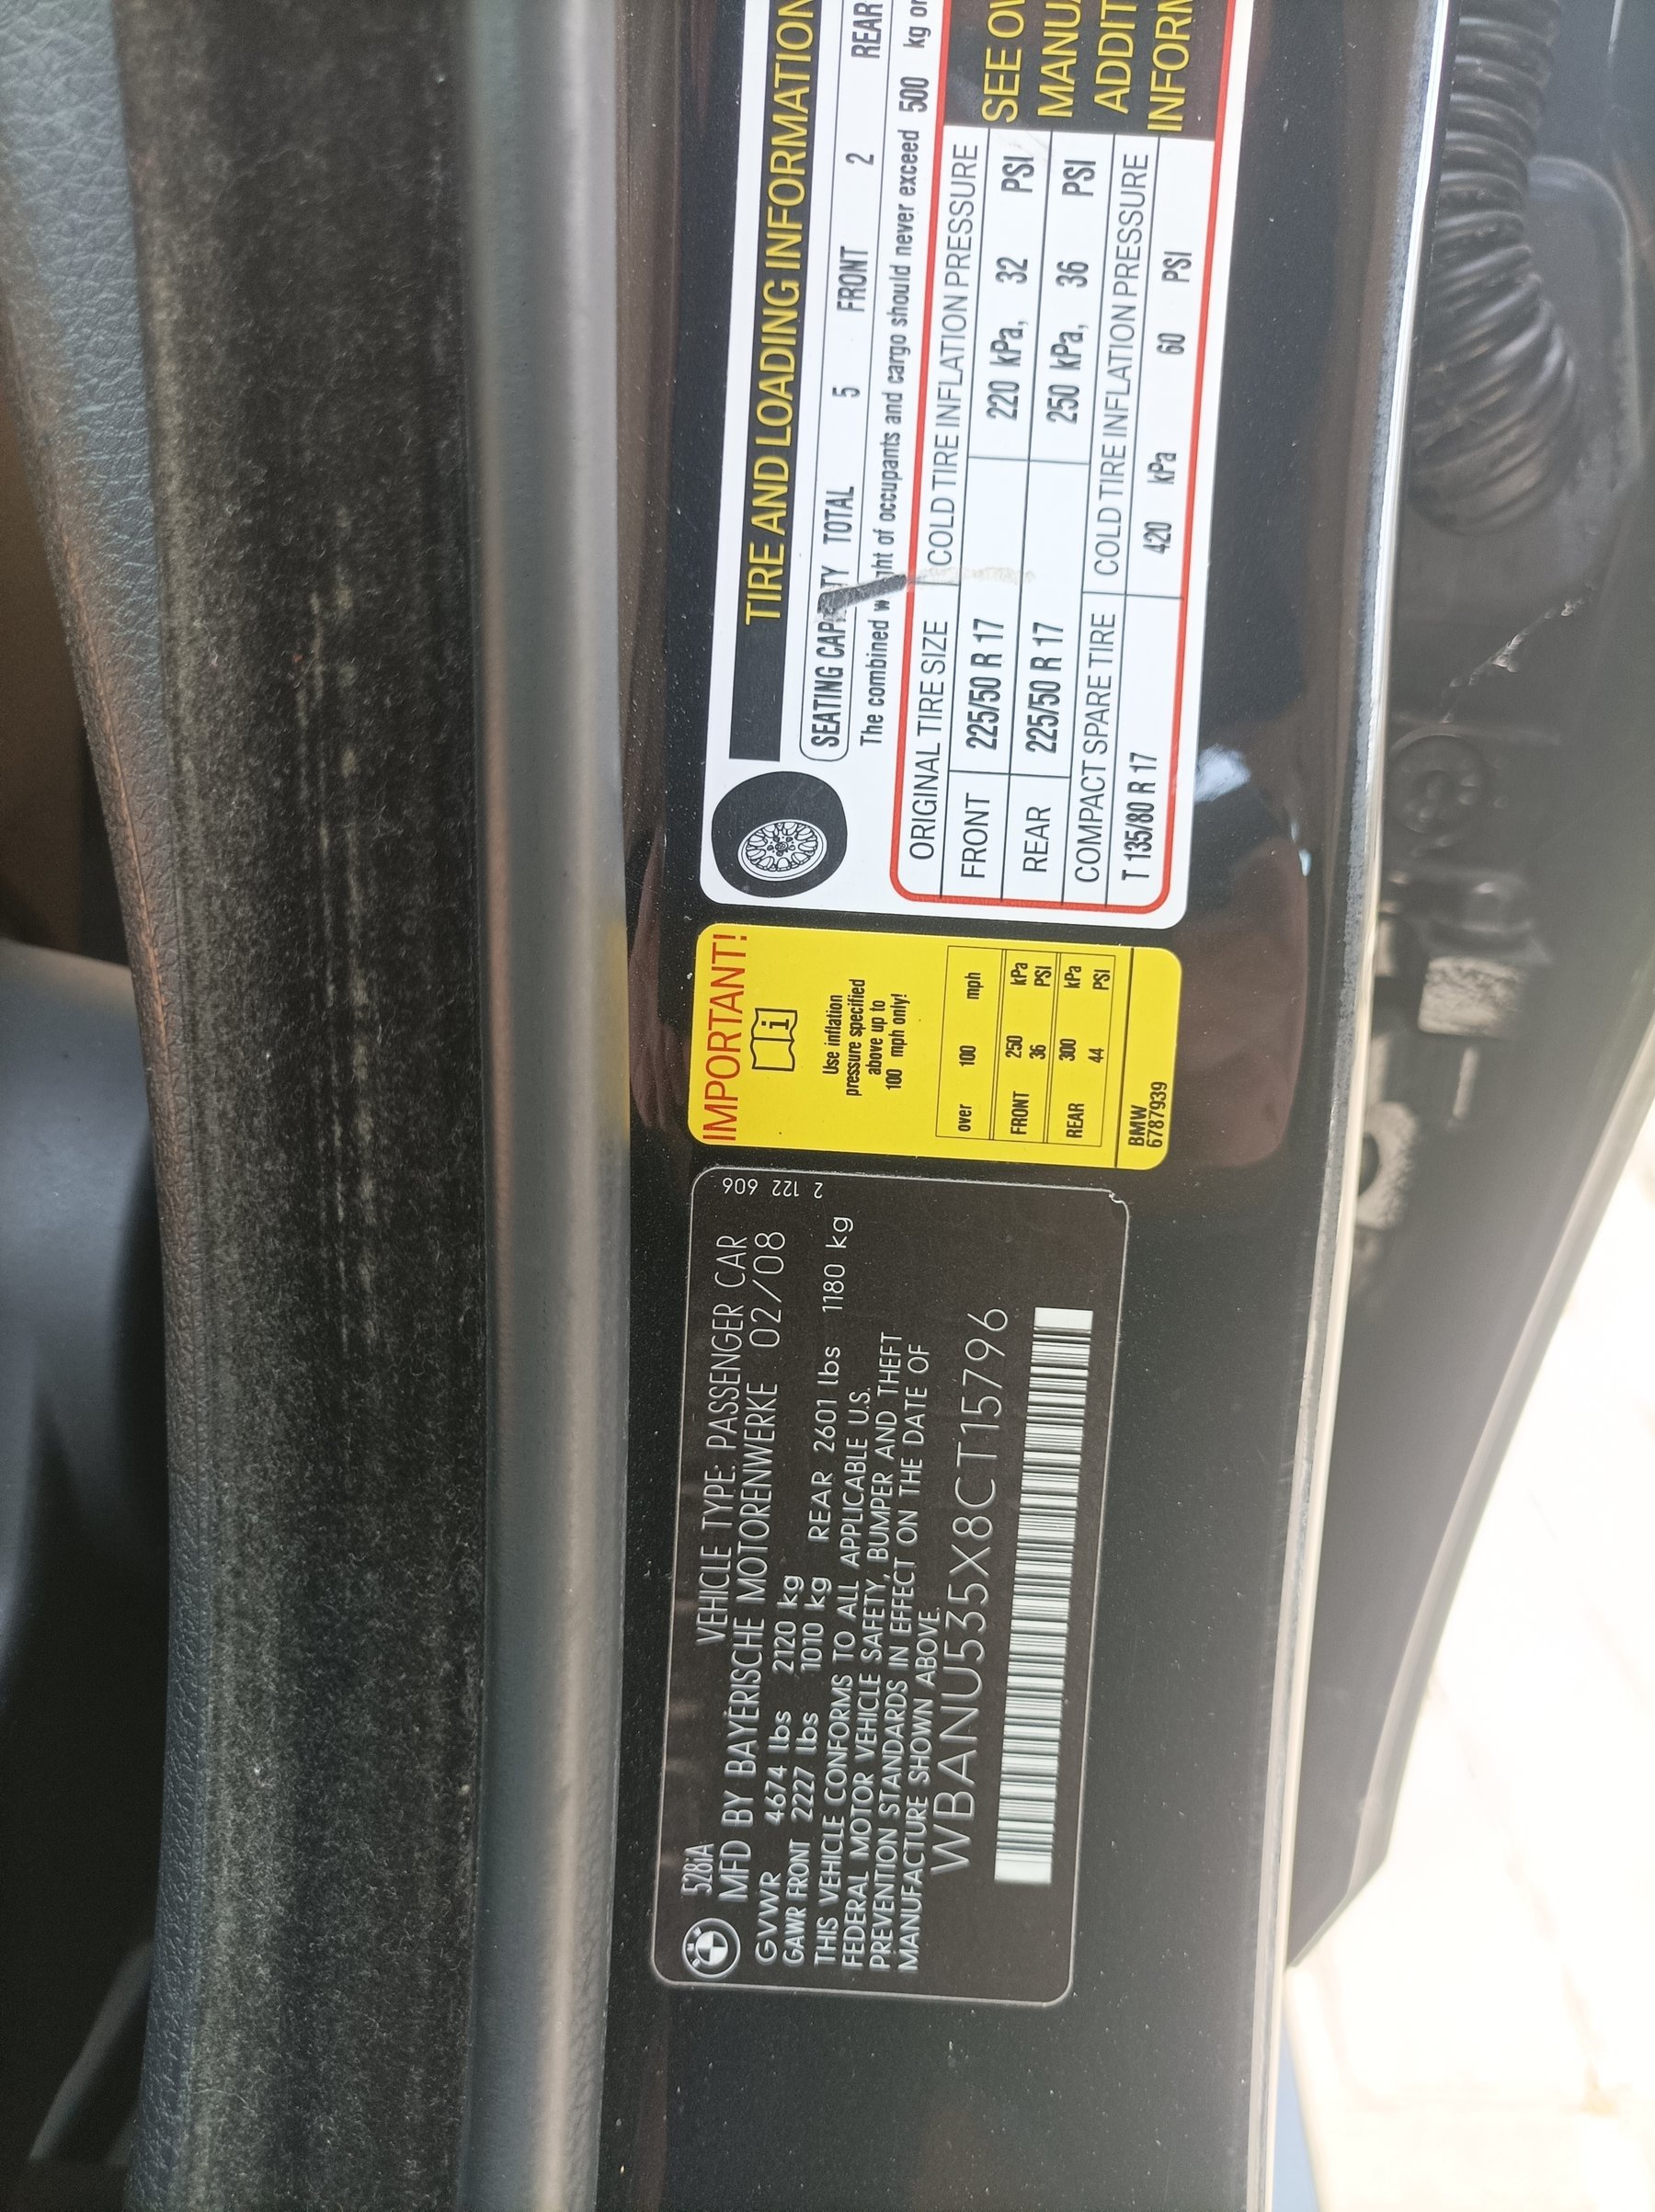 528iA VEHICLE TYPE: PASSENGER CAR
MFD BY BAYERISCHE MOTORENWERKE 02/08
GVWR 4674 lbs 2120 kg
GAWR FRONT 2227 lbs 1010 kg REAR 2601 lbs 1180 kg
THIS VEHICLE CONFORMS TO ALL APPLICABLE U.S.
FEDERAL MOTOR VEHICLE SAFETY, BUMPER AND THEFT
PREVENTION STANDARDS IN EFFECT ON THE DATE OF
MANUFACTURE SHOWN ABOVE.
WBANU535X8CT15796
2 122 606
IMPORTANT!
Use inflation
pressure specified
above up to
100 mph only!
over 100 mph
FRONT 250 kPa
36 PSI
REAR 300 kPa
44 PSI
BMW
6787939
TIRE AND LOADING INFORMATION
SEATING CAPACITY TOTAL 5 FRONT 2 REAR
The combined weight of occupants and cargo should never exceed 500 kg or
ORIGINAL TIRE SIZE COLD TIRE INFLATION PRESSURE
FRONT 225/50 R 17 220 kPa, 32 PSI
REAR 225/50 R 17 250 kPa, 36 PSI
COMPACT SPARE TIRE COLD TIRE INFLATION PRESSURE
T 135/80 R 17 420 kPa 60 PSI
SEE
MANUA
ADDIT
INFORM